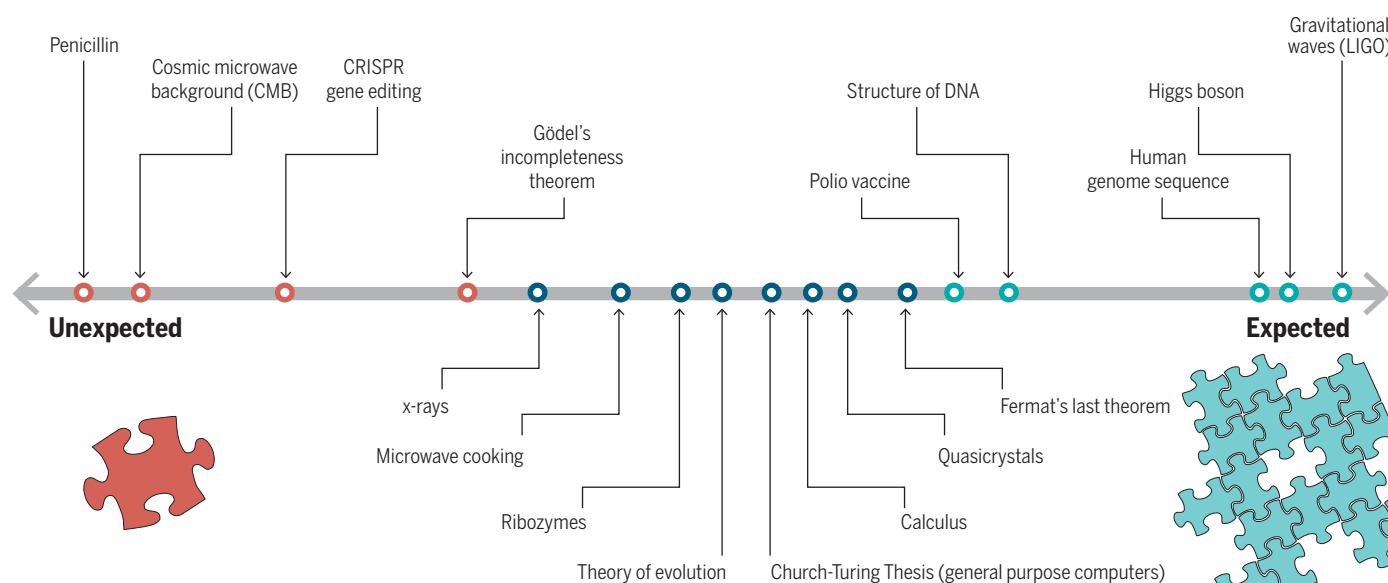 Penicillin
Cosmic microwave
background (CMB)
CRISPR
gene editing
Gödel's
incompleteness
theorem
Structure of DNA
Polio vaccine
Higgs boson
Human
genome sequence
Gravitational
waves (LIGO)
Unexpected
Expected
x-rays
Microwave cooking
Ribozymes
Theory of evolution
Church-Turing Thesis (general purpose computers)
Calculus
Quasicrystals
Fermat's last theorem